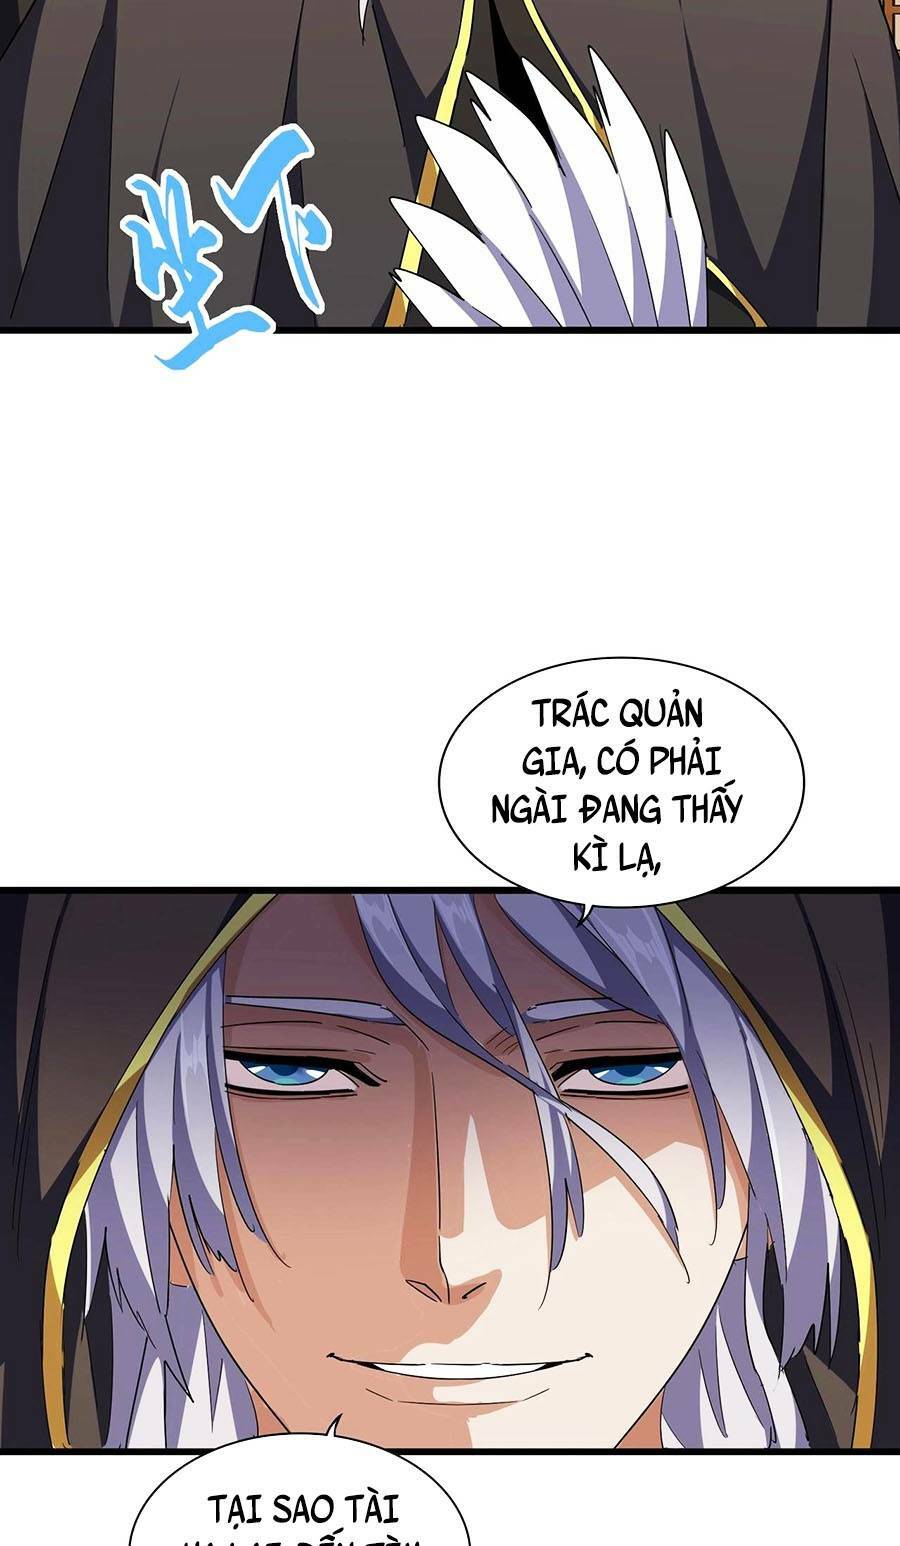 坐下
TRÁC QUẢN
GIA, CÓ PHẢI
NGÀI ĐANG THẤY
KÌ LẠ,
TẠI SAO TÀI